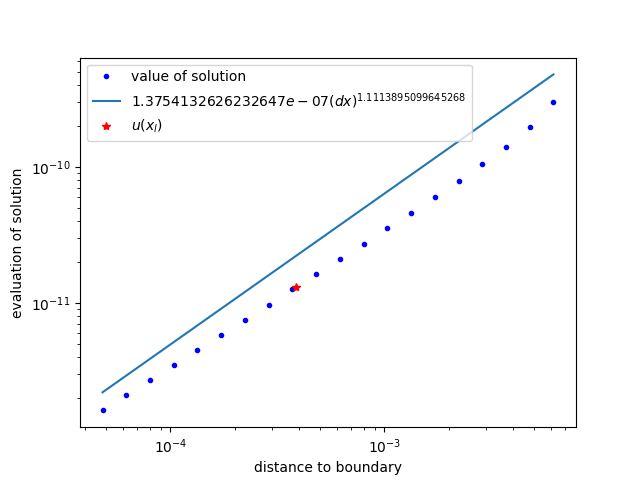 value of solution
1.3754132626232647e − 07(dx)^1.1113895099645268
u(x_l)
10^−10
10^−11
evaluation of solution
10^−4 10^−3
distance to boundary